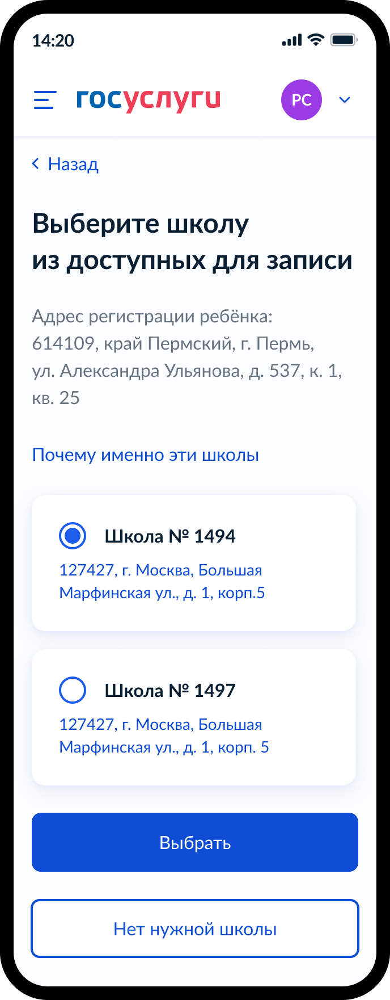 14:20
госуслуги
РС
Назад
Выберите школу
из доступных для записи
Адрес регистрации ребёнка:
614109, край Пермский, г. Пермь,
ул. Александра Ульянова, д. 537, к. 1,
кв. 25
Почему именно эти школы
Школа № 1494
127427, г. Москва, Большая
Марфинская ул., д. 1, корп.5
Школа № 1497
127427, г. Москва, Большая
Марфинская ул., д. 1, корп. 5
Выбрать
Нет нужной школы